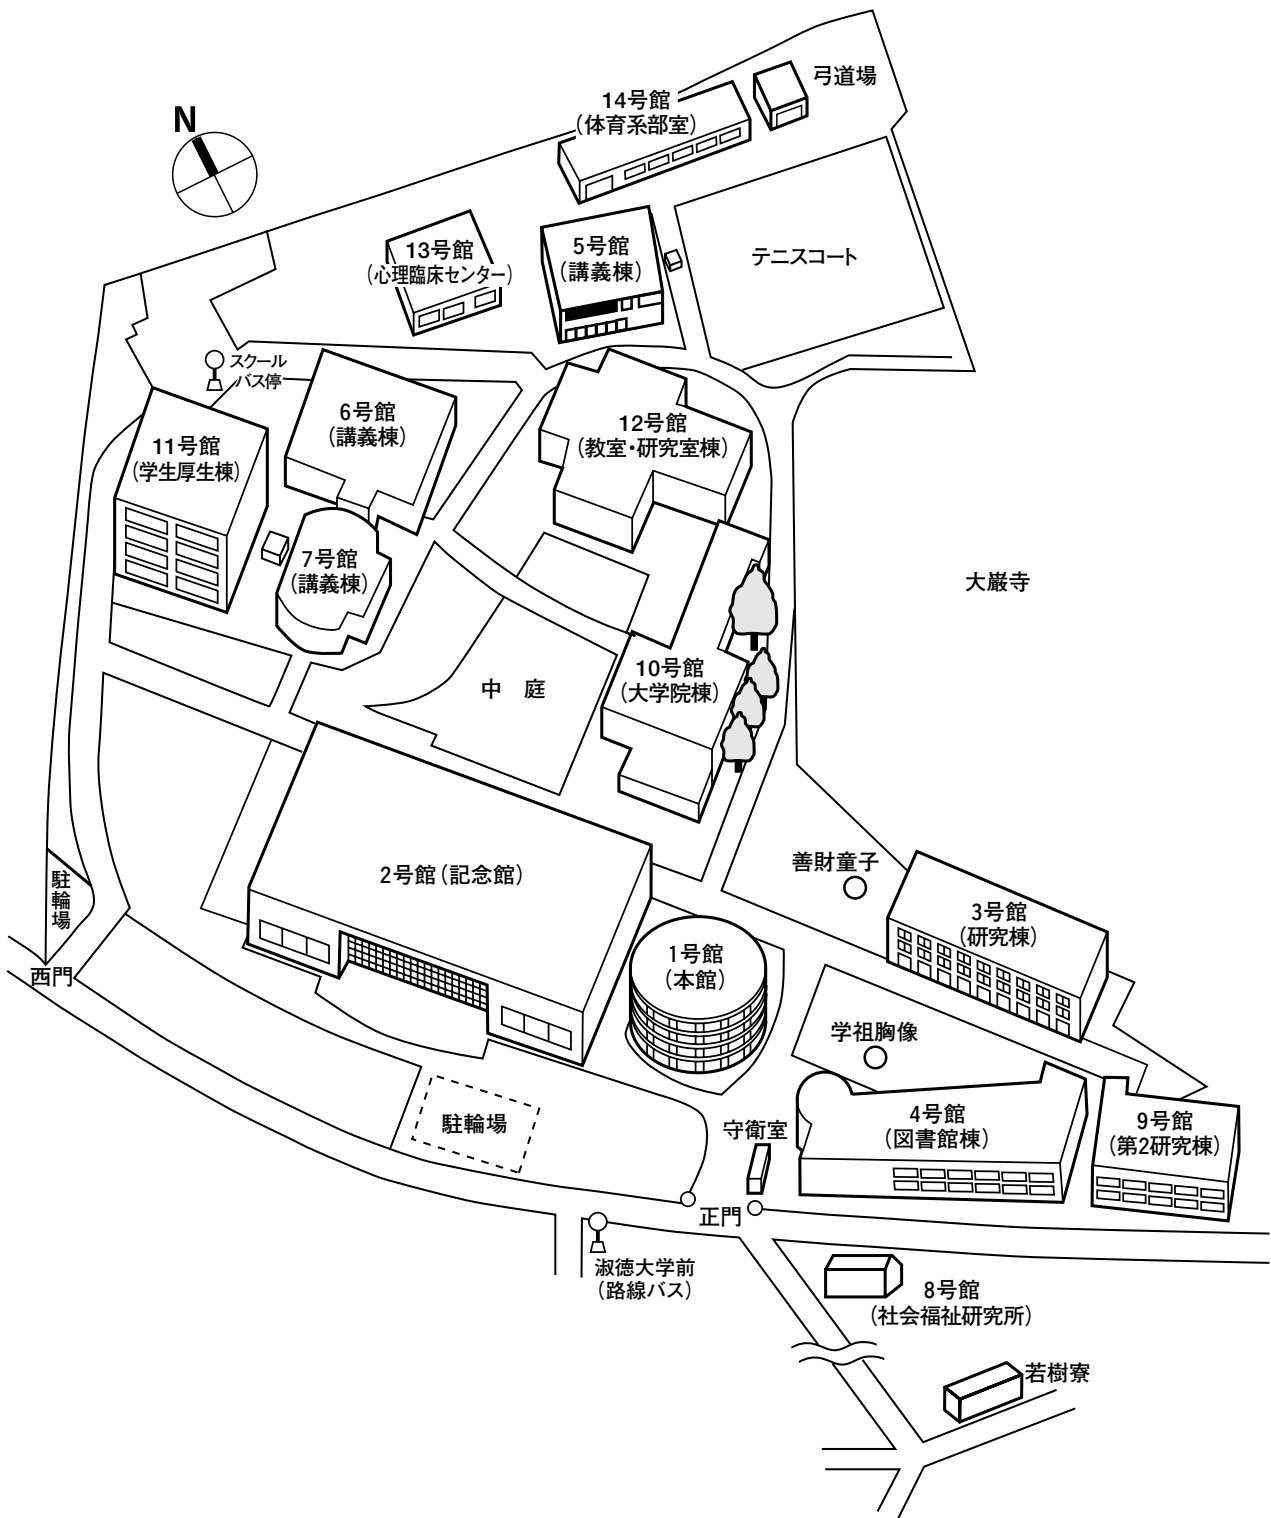 弓道場
14号館
(体育系部室)
N
5号館
(講義棟)
13号館
(心理臨床センター)
テニスコート
スクール
バス停
6号館
(講義棟)
12号館
(教室・研究室棟)
11号館
(学生厚生棟)
7号館
(講義棟)
大巌寺
10号館
(大学院棟)
中 庭
善財童子
2号館(記念館)
駐輪場
3号館
(研究棟)
1号館
(本館)
西門
学祖胸像
駐輪場
守衛室
4号館
(図書館棟)
9号館
(第2研究棟)
正門
淑徳大学前
(路線バス)
8号館
(社会福祉研究所)
若樹寮